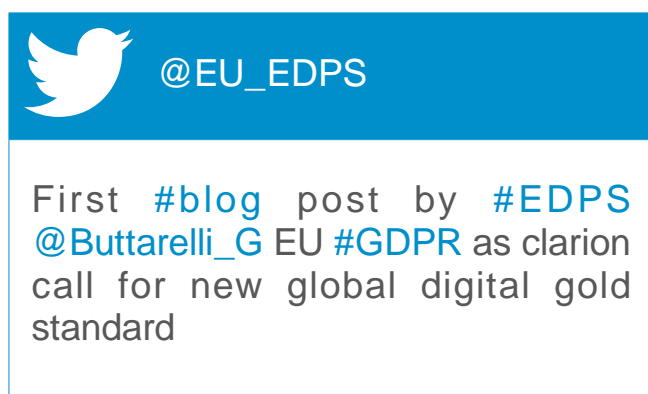 @EU_EDPS
First #blog post by #EDPS
@Buttarelli_G EU #GDPR as clarion
call for new global digital gold
standard